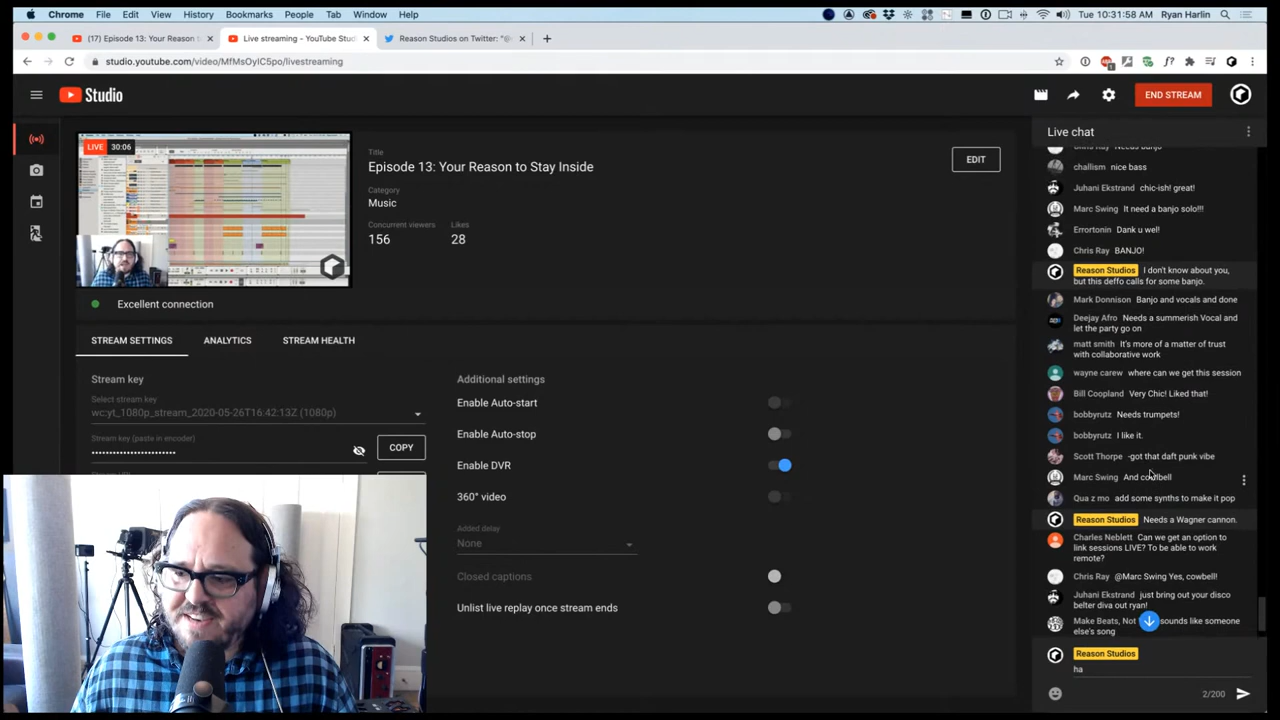 Chrome File Edit View History Bookmarks People Tab Window Help
Tue 10:31:58 AM Ryan Harlin
(17) Episode 13: Your Reason t
Live streaming - YouTube Stud
Reason Studios on Twitter: "@
studio.youtube.com/video/MfMsOyIC5po/livestreaming
Studio
END STREAM
LIVE 30:06
Title
Episode 13: Your Reason to Stay Inside
EDIT
Category
Music
Concurrent viewers Likes
156 28
Excellent connection
STREAM SETTINGS ANALYTICS STREAM HEALTH
Stream key
Select stream key
wc:yt_1080p_stream_2020-05-26T16:42:13Z (1080p)
Stream key (paste in encoder)
••••••••••••••••••••••••
COPY
Additional settings
Enable Auto-start
Enable Auto-stop
Enable DVR
360° video
Added delay
None
Closed captions
Unlist live replay once stream ends
Live chat
challism nice bass
Juhani Ekstrand chic-ish! great!
Marc Swing It need a banjo solo!!!
Errortonin Dank u wel!
Chris Ray BANJO!
Reason Studios I don't know about you,
but this deffo calls for some banjo.
Mark Donnison Banjo and vocals and done
Deejay Afro Needs a summerish Vocal and
let the party go on
matt smith It's more of a matter of trust
with collaborative work
wayne carew where can we get this session
Bill Coopland Very Chic! Liked that!
bobbyrutz Needs trumpets!
bobbyrutz I like it.
Scott Thorpe -got that daft punk vibe
Marc Swing And cowbell
Qua z mo add some synths to make it pop
Reason Studios Needs a Wagner cannon.
Charles Neblett Can we get an option to
link sessions LIVE? To be able to work
remote?
Chris Ray @Marc Swing Yes, cowbell!
Juhani Ekstrand just bring out your disco
belter diva out ryan!
Make Beats, Not sounds like someone
else's song
Reason Studios
ha
2/200